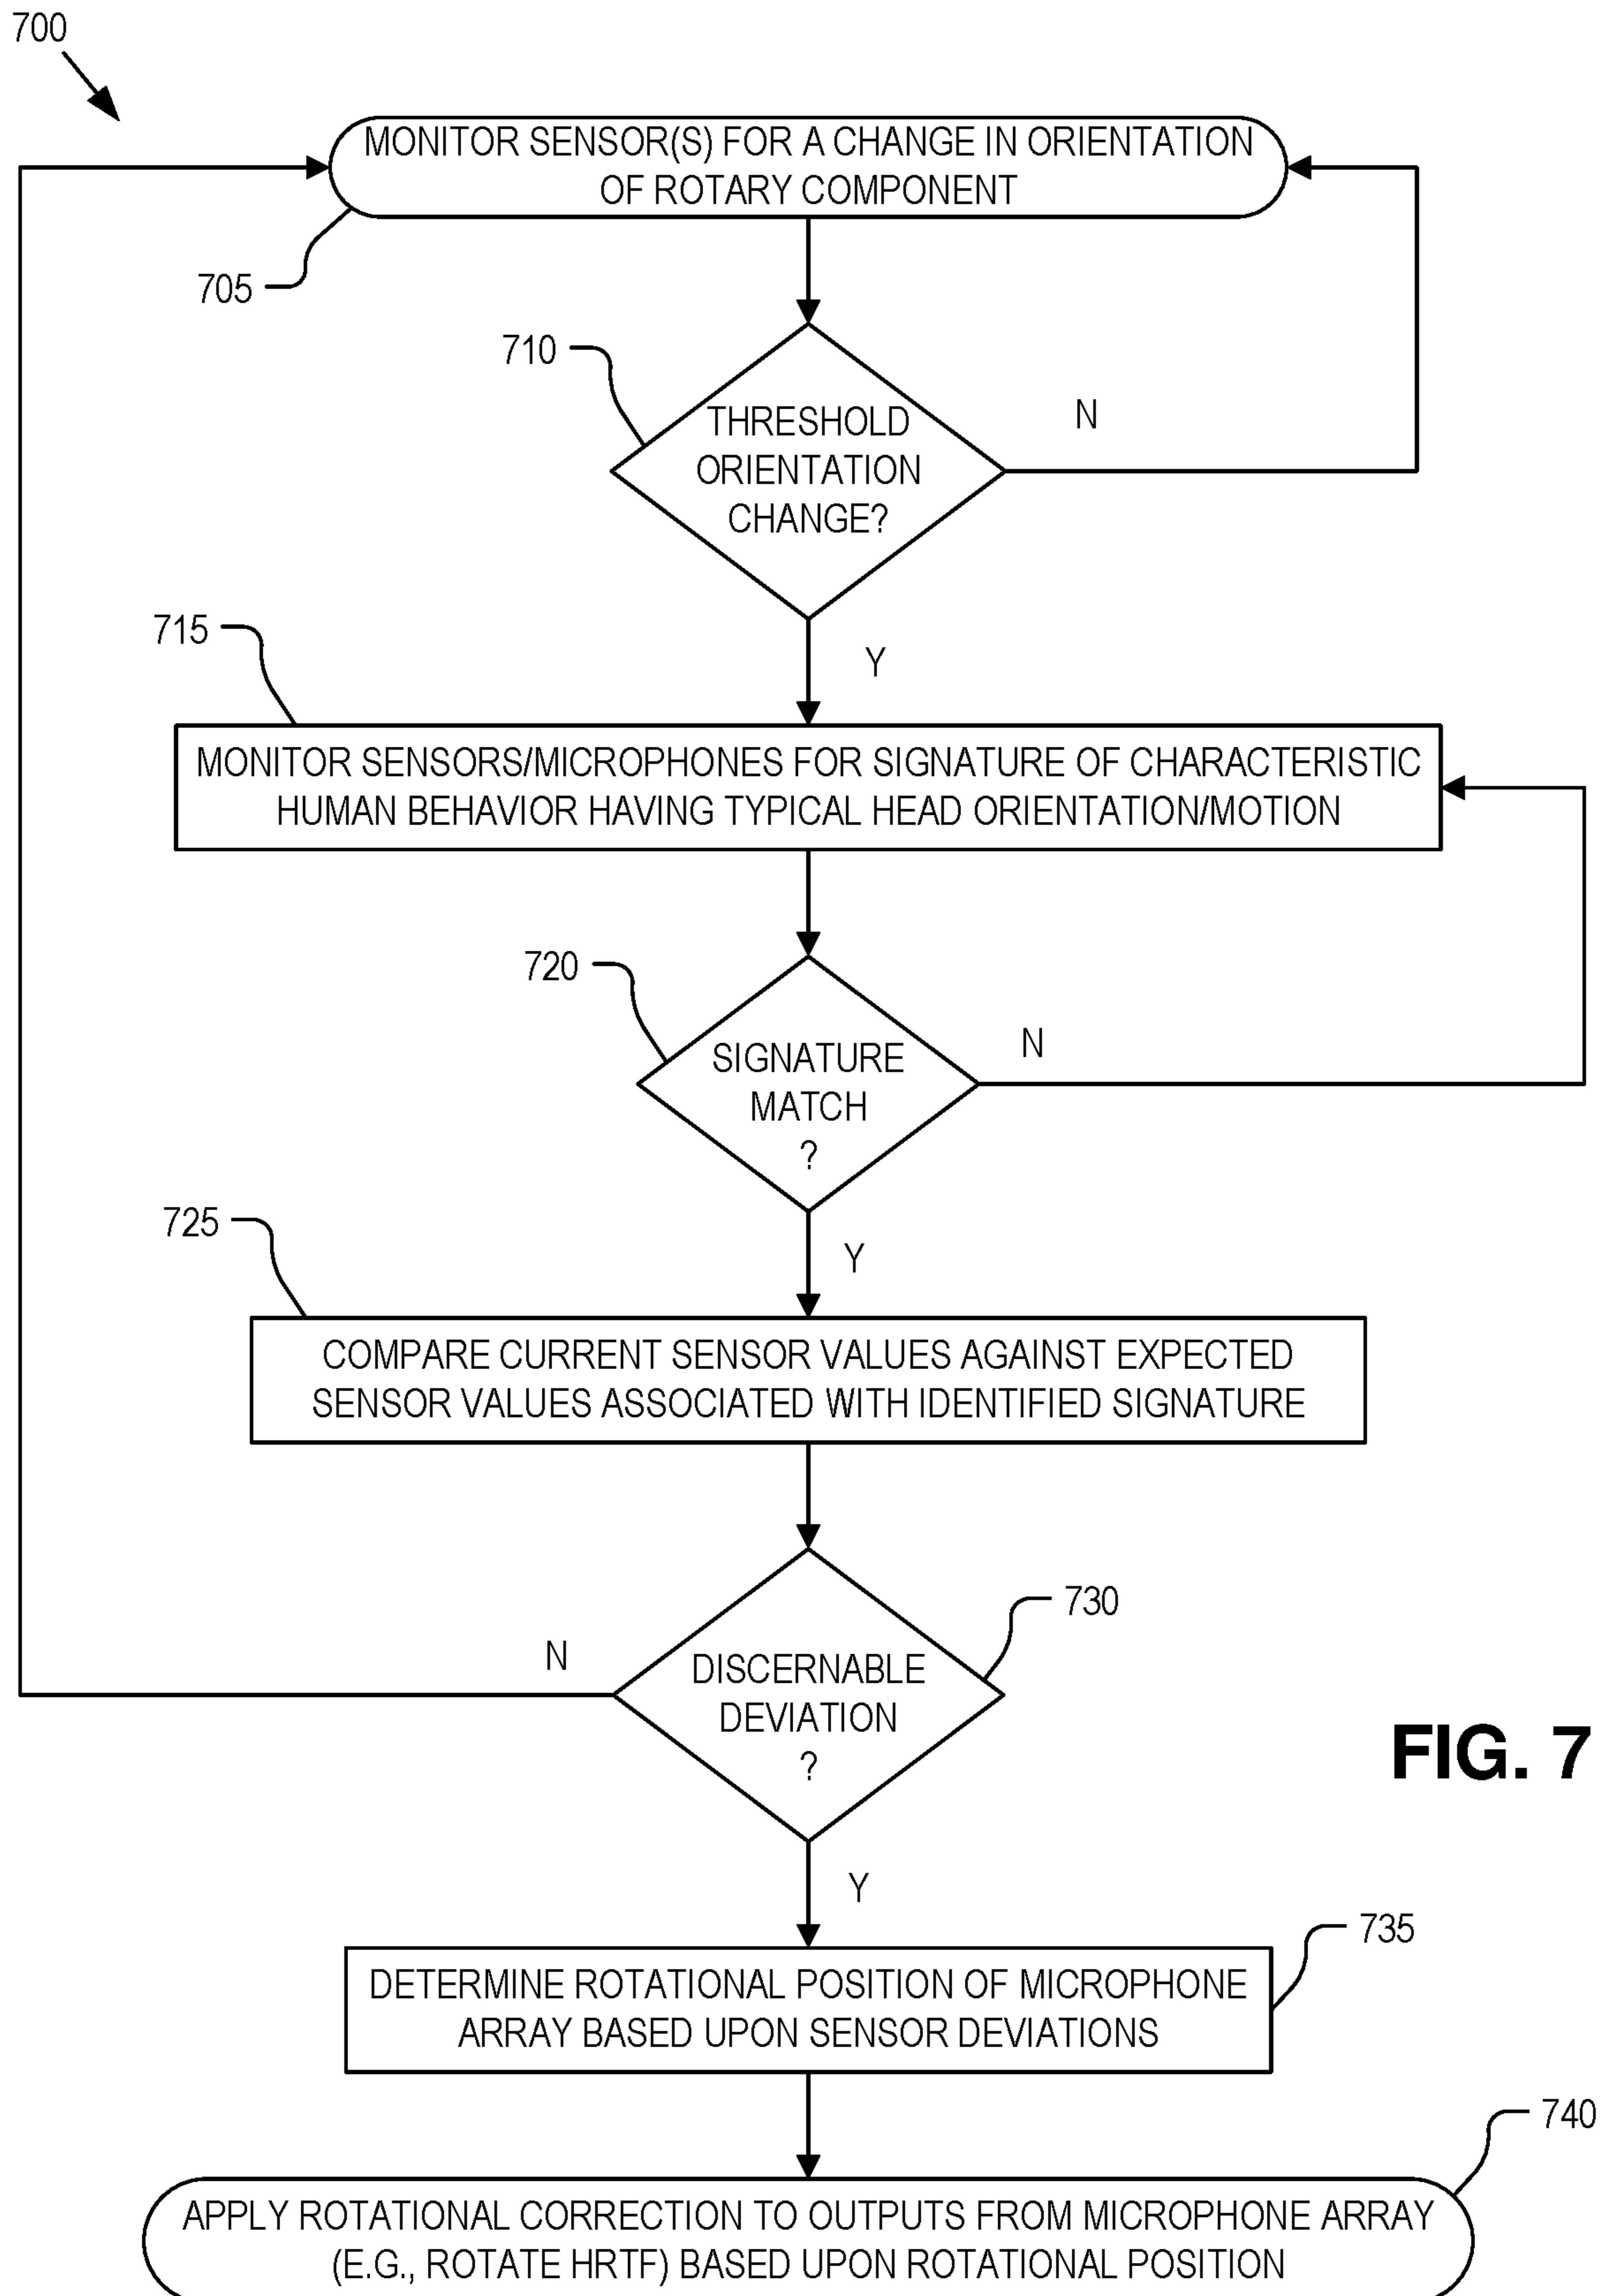 700
MONITOR SENSOR(S) FOR A CHANGE IN ORIENTATION
OF ROTARY COMPONENT
705
710
THRESHOLD
ORIENTATION
CHANGE?
N
Y
715
MONITOR SENSORS/MICROPHONES FOR SIGNATURE OF CHARACTERISTIC
HUMAN BEHAVIOR HAVING TYPICAL HEAD ORIENTATION/MOTION
720
SIGNATURE
MATCH
?
N
Y
725
COMPARE CURRENT SENSOR VALUES AGAINST EXPECTED
SENSOR VALUES ASSOCIATED WITH IDENTIFIED SIGNATURE
730
DISCERNABLE
DEVIATION
?
N
Y
FIG. 7
735
DETERMINE ROTATIONAL POSITION OF MICROPHONE
ARRAY BASED UPON SENSOR DEVIATIONS
740
APPLY ROTATIONAL CORRECTION TO OUTPUTS FROM MICROPHONE ARRAY
(E.G., ROTATE HRTF) BASED UPON ROTATIONAL POSITION